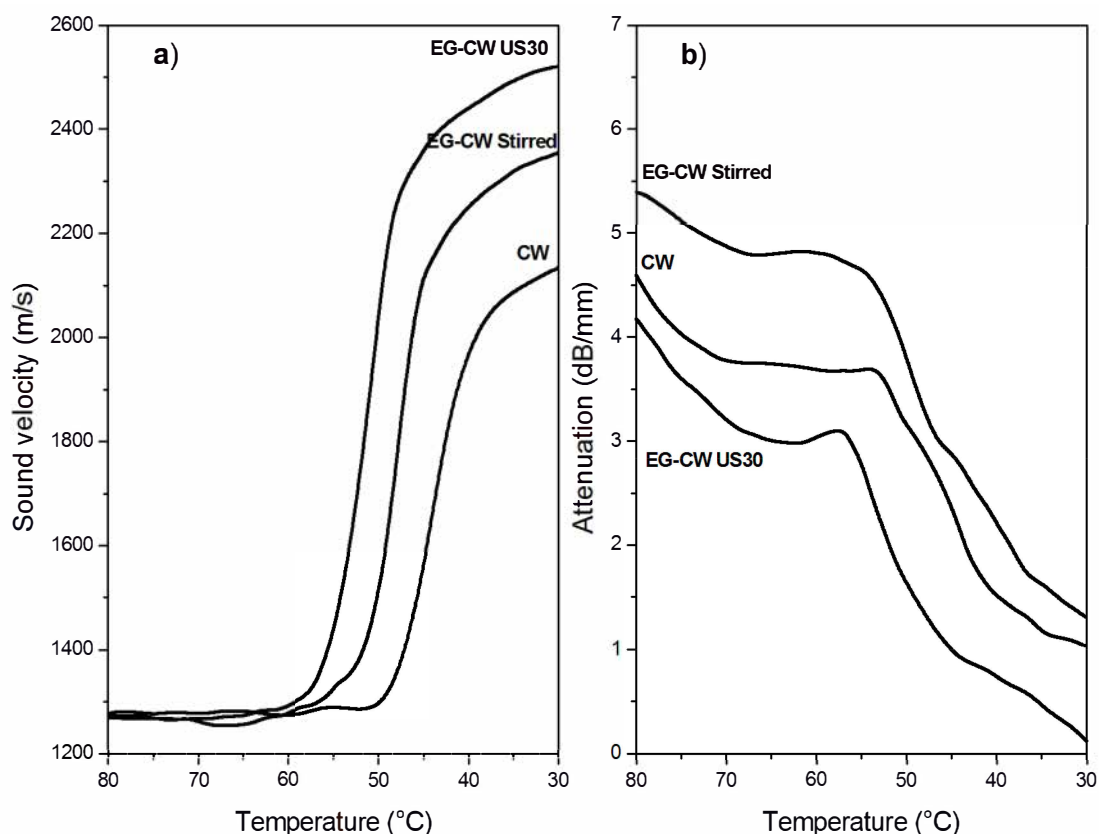 a)
EG-CW US30
EG-CW Stirred
CW
Sound velocity (m/s)
2600
2400
2200
2000
1800
1600
1400
1200
80
70
60
50
40
30
Temperature (°C)
b)
EG-CW Stirred
CW
EG-CW US30
Attenuation (dB/mm)
7
6
5
4
3
2
1
0
80
70
60
50
40
30
Temperature (°C)